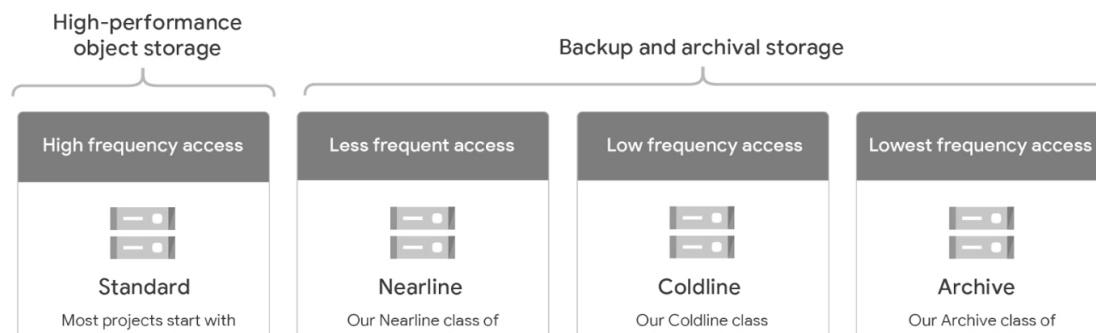 High-performance
object storage
Backup and archival storage
High frequency access
Less frequent access
Low frequency access
Lowest frequency access
Standard
Nearline
Coldline
Archive
Most projects start with
Our Nearline class of
Our Coldline class
Our Archive class of